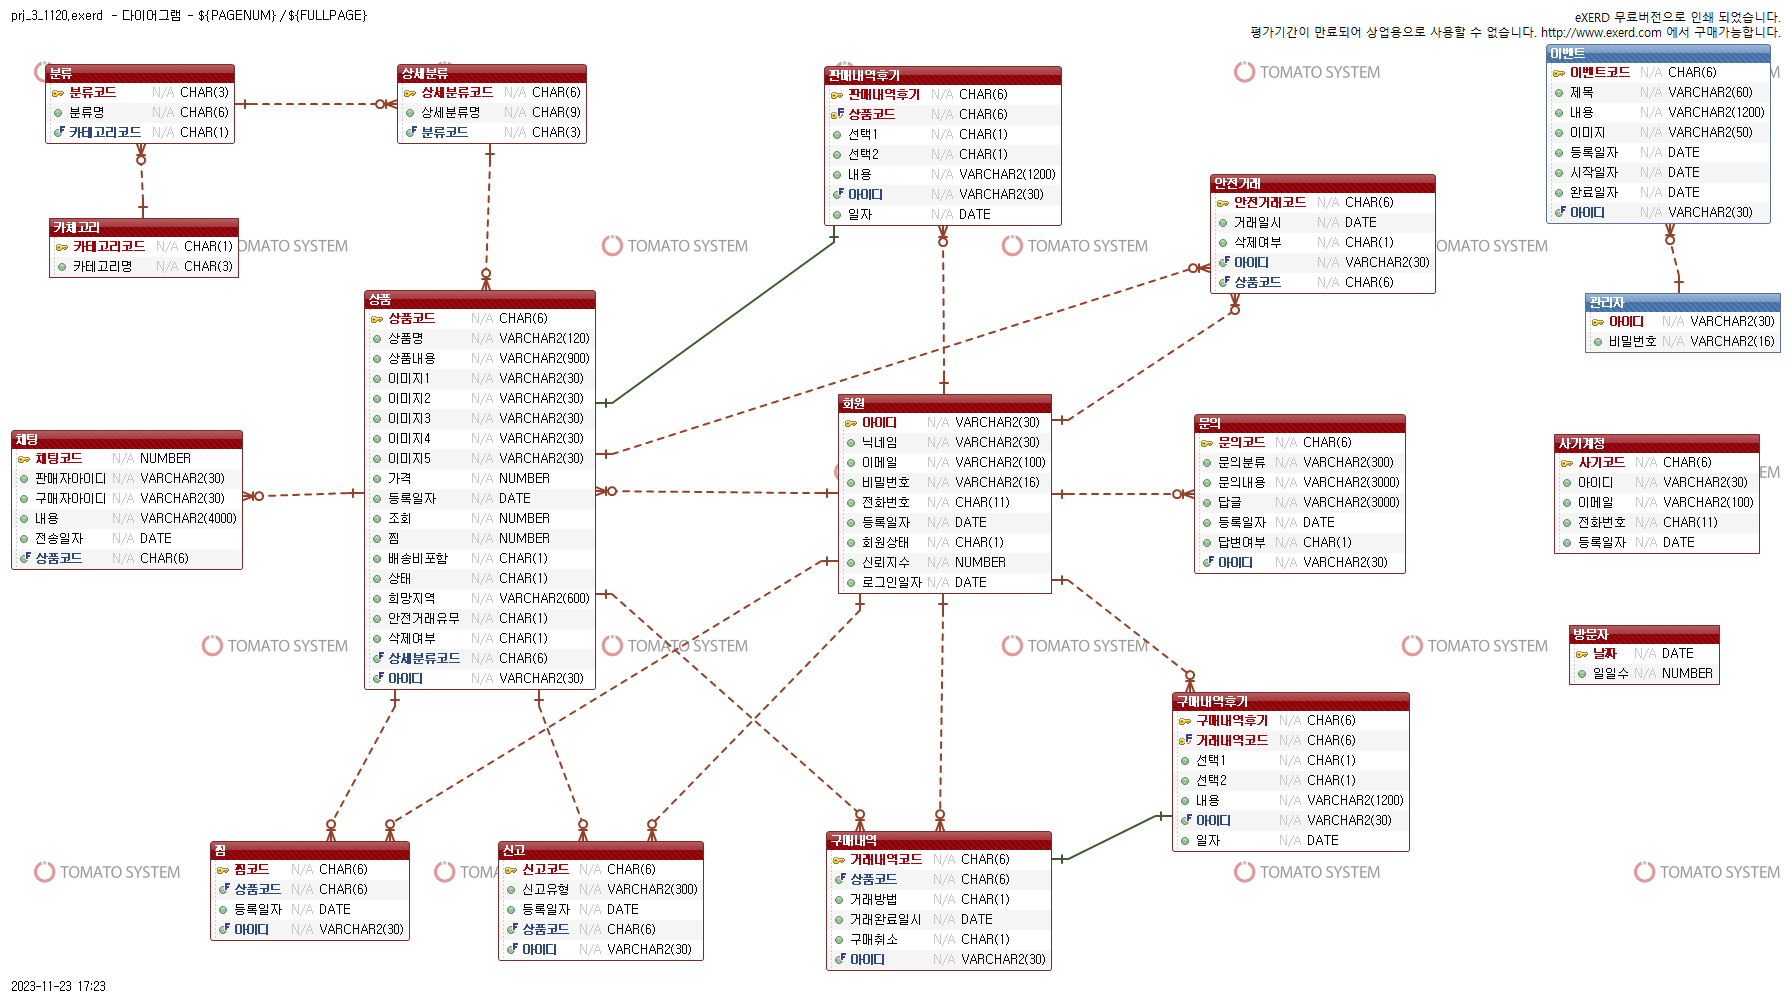 prj_3_1120,exerd - 다이어그램 - ${PAGENUM} / ${FULLPAGE}
eXERD 무료버전으로 인쇄 되었습니다.
평가기간이 만료되어 상업용으로 사용할 수 없습니다. http://www.exerd.com 에서 구매가능합니다.
분류
분류코드 N/A CHAR(3)
분류명 N/A CHAR(6)
카테고리코드 N/A CHAR(1)
상세분류
상세분류코드 N/A CHAR(6)
상세분류명 N/A CHAR(9)
분류코드 N/A CHAR(3)
판매내역후기
판매내역후기 N/A CHAR(6)
상품코드 N/A CHAR(6)
선택1 N/A CHAR(1)
선택2 N/A CHAR(1)
내용 N/A VARCHAR2(1200)
아이디 N/A VARCHAR2(30)
일자 N/A DATE
TOMATO SYSTEM
이벤트
이벤트코드 N/A CHAR(6)
제목 N/A VARCHAR2(60)
내용 N/A VARCHAR2(1200)
이미지 N/A VARCHAR2(50)
등록일자 N/A DATE
시작일자 N/A DATE
완료일자 N/A DATE
아이디 N/A VARCHAR2(30)
안전거래
안전거래코드 N/A CHAR(6)
거래일시 N/A DATE
삭제여부 N/A CHAR(1)
아이디 N/A VARCHAR2(30)
상품코드 N/A CHAR(6)
카체고리
카테고리코드 N/A CHAR(1)
카테고리명 N/A CHAR(3)
TOMATO SYSTEM
TOMATO SYSTEM
TOMATO SYSTEM
TOMATO SYSTEM
관리자
아이디 N/A VARCHAR2(30)
비밀번호 N/A VARCHAR2(16)
상품
상품코드 N/A CHAR(6)
상품명 N/A VARCHAR2(120)
상품내용 N/A VARCHAR2(900)
이미지1 N/A VARCHAR2(30)
이미지2 N/A VARCHAR2(30)
이미지3 N/A VARCHAR2(30)
이미지4 N/A VARCHAR2(30)
이미지5 N/A VARCHAR2(30)
가격 N/A NUMBER
등록일자 N/A DATE
조회 N/A NUMBER
찜 N/A NUMBER
배송비포함 N/A CHAR(1)
상태 N/A CHAR(1)
희망지역 N/A VARCHAR2(600)
안전거래유무 N/A CHAR(1)
삭제여부 N/A CHAR(1)
상세분류코드 N/A CHAR(6)
아이디 N/A VARCHAR2(30)
채팅
채팅코드 N/A NUMBER
판매자아이디 N/A VARCHAR2(30)
구매자아이디 N/A VARCHAR2(30)
내용 N/A VARCHAR2(4000)
전송일자 N/A DATE
상품코드 N/A CHAR(6)
회원
아이디 N/A VARCHAR2(30)
닉네임 N/A VARCHAR2(30)
이메일 N/A VARCHAR2(100)
비밀번호 N/A VARCHAR2(16)
전화번호 N/A CHAR(11)
등록일자 N/A DATE
회원상태 N/A CHAR(1)
신뢰지수 N/A NUMBER
로그인일자 N/A DATE
문의
문의코드 N/A CHAR(6)
문의분류 N/A VARCHAR2(300)
문의내용 N/A VARCHAR2(3000)
답글 N/A VARCHAR2(3000)
등록일자 N/A DATE
답변여부 N/A CHAR(1)
아이디 N/A VARCHAR2(30)
사기계정
사기코드 N/A CHAR(6)
아이디 N/A VARCHAR2(30)
이메일 N/A VARCHAR2(100)
전화번호 N/A CHAR(11)
등록일자 N/A DATE
TOMATO SYSTEM
TOMATO SYSTEM
TOMATO SYSTEM
TOMATO SYSTEM
방문자
날짜 N/A DATE
일일수 N/A NUMBER
구매내역후기
구매내역후기 N/A CHAR(6)
거래내역코드 N/A CHAR(6)
선택1 N/A CHAR(1)
선택2 N/A CHAR(1)
내용 N/A VARCHAR2(1200)
아이디 N/A VARCHAR2(30)
일자 N/A DATE
찜
찜코드 N/A CHAR(6)
상품코드 N/A CHAR(6)
등록일자 N/A DATE
아이디 N/A VARCHAR2(30)
신고
신고코드 N/A CHAR(6)
신고유형 N/A VARCHAR2(300)
등록일자 N/A DATE
상품코드 N/A CHAR(6)
아이디 N/A VARCHAR2(30)
구매내역
거래내역코드 N/A CHAR(6)
상품코드 N/A CHAR(6)
거래방법 N/A CHAR(1)
거래완료일시 N/A DATE
구매취소 N/A CHAR(1)
아이디 N/A VARCHAR2(30)
TOMATO SYSTEM
TOMA
TOMATO SYSTEM
TOMATO SYSTEM
2023-11-23 17:23